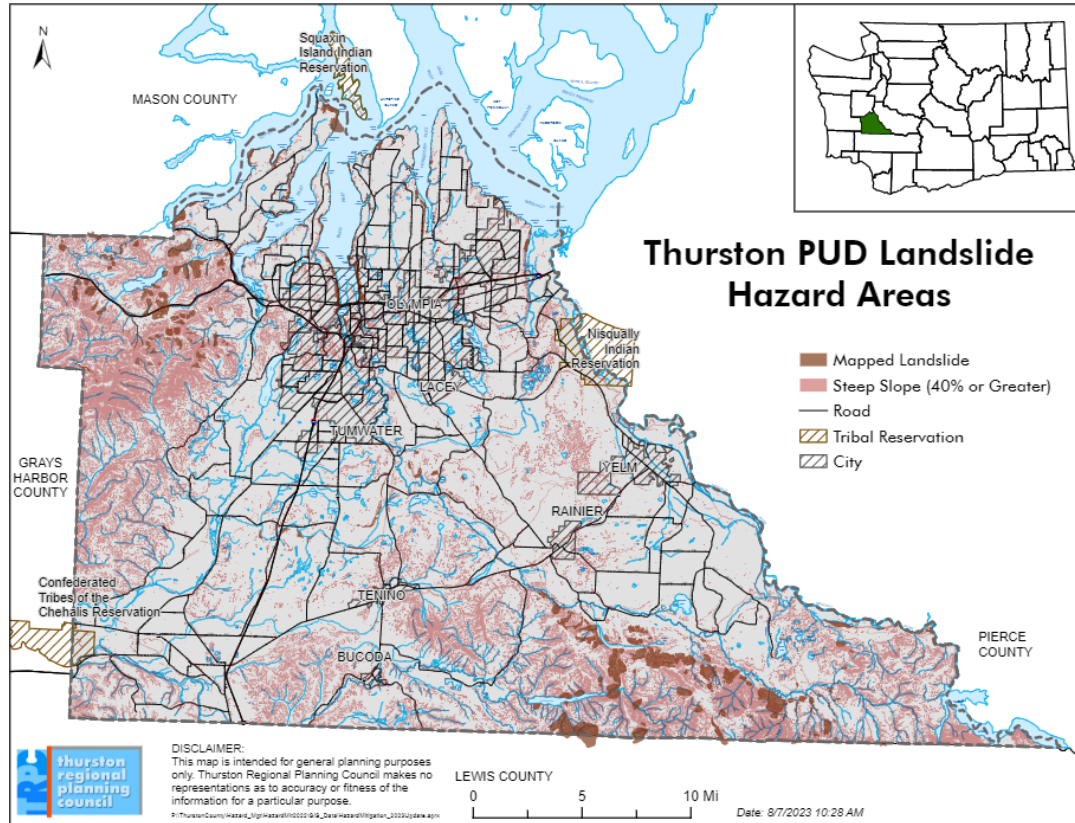 N
Squaxin
Island Indian
Reservation
MASON COUNTY
Thurston PUD Landslide
Hazard Areas
OLYMPIA
Nisqually
Indian
Reservation
Mapped Landslide
Steep Slope (40% or Greater)
Road
Tribal Reservation
City
LACEY
TUMWATER
GRAYS
HARBOR
COUNTY
YELM
RAINIER
Confederated
Tribes of the
Chehalis Reservation
TENINO
BUCODA
PIERCE
COUNTY
TRPC
thurston
regional
planning
council
DISCLAIMER:
This map is intended for general planning purposes
only. Thurston Regional Planning Council makes no
representations as to accuracy or fitness of the
information for a particular purpose.
LEWIS COUNTY
0 5 10 Mi
Date: 8/7/2023 10:28 AM